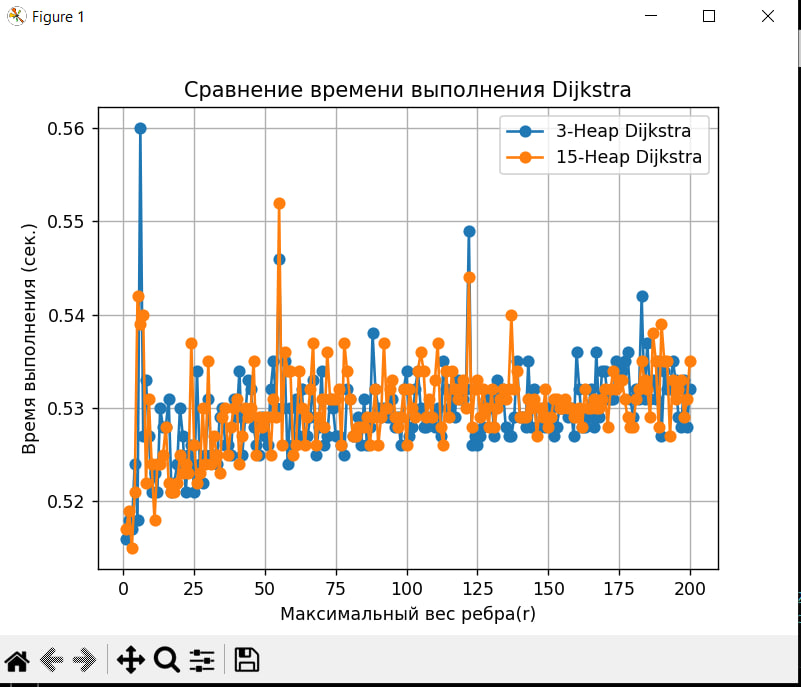 Figure 1
Сравнение времени выполнения Dijkstra
3-Heap Dijkstra
15-Heap Dijkstra
0.56
0.55
0.54
0.53
0.52
Время выполнения (сек.)
0 25 50 75 100 125 150 175 200
Максимальный вес ребра(r)